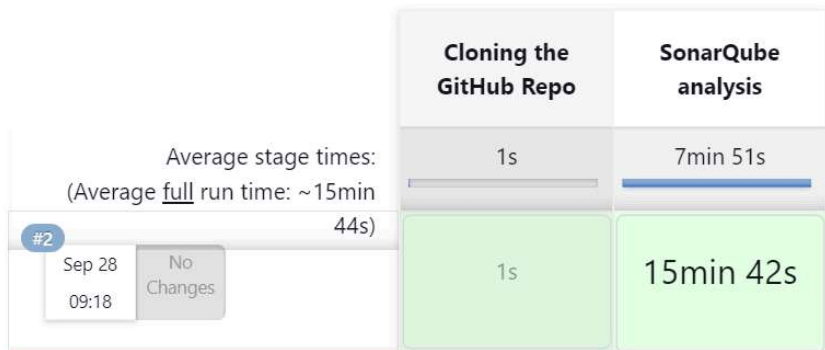 Cloning the
GitHub Repo
SonarQube
analysis
Average stage times:
(Average full run time: ~15min
44s)
1s
7min 51s
#2
Sep 28
09:18
No
Changes
1s
15min 42s